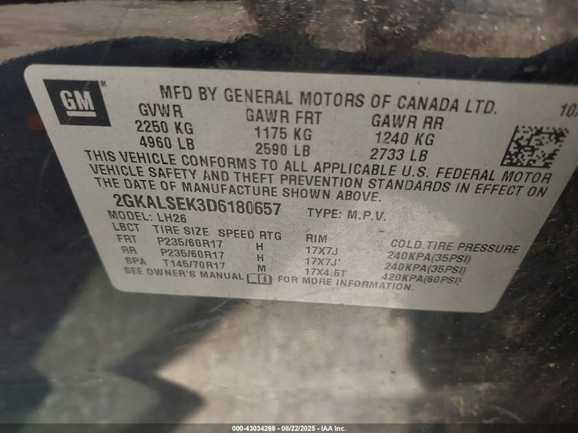 GM
MFD BY GENERAL MOTORS OF CANADA LTD. 10/
GVWR GAWR FRT GAWR RR
2250 KG 1175 KG 1240 KG
4960 LB 2590 LB 2733 LB
THIS VEHICLE CONFORMS TO ALL APPLICABLE U.S. FEDERAL MOTOR
VEHICLE SAFETY AND THEFT PREVENTION STANDARDS IN EFFECT ON
THE DATE OF MANUFACTURE SHOWN ABOVE.
2GKALSEK3D6180657 TYPE: M.P.V.
MODEL: LH26
LBCT TIRE SIZE SPEED RTG RIM COLD TIRE PRESSURE
FRT P235/60R17 H 17X7J 240KPA(35PSI)
RR P235/60R17 H 17X7J 240KPA(35PSI)
SPA T145/70R17 M 17X4.5T 420KPA(60PSI)
SEE OWNER'S MANUAL FOR MORE INFORMATION.
000-43034268 - 08/22/2025 - IAA Inc.